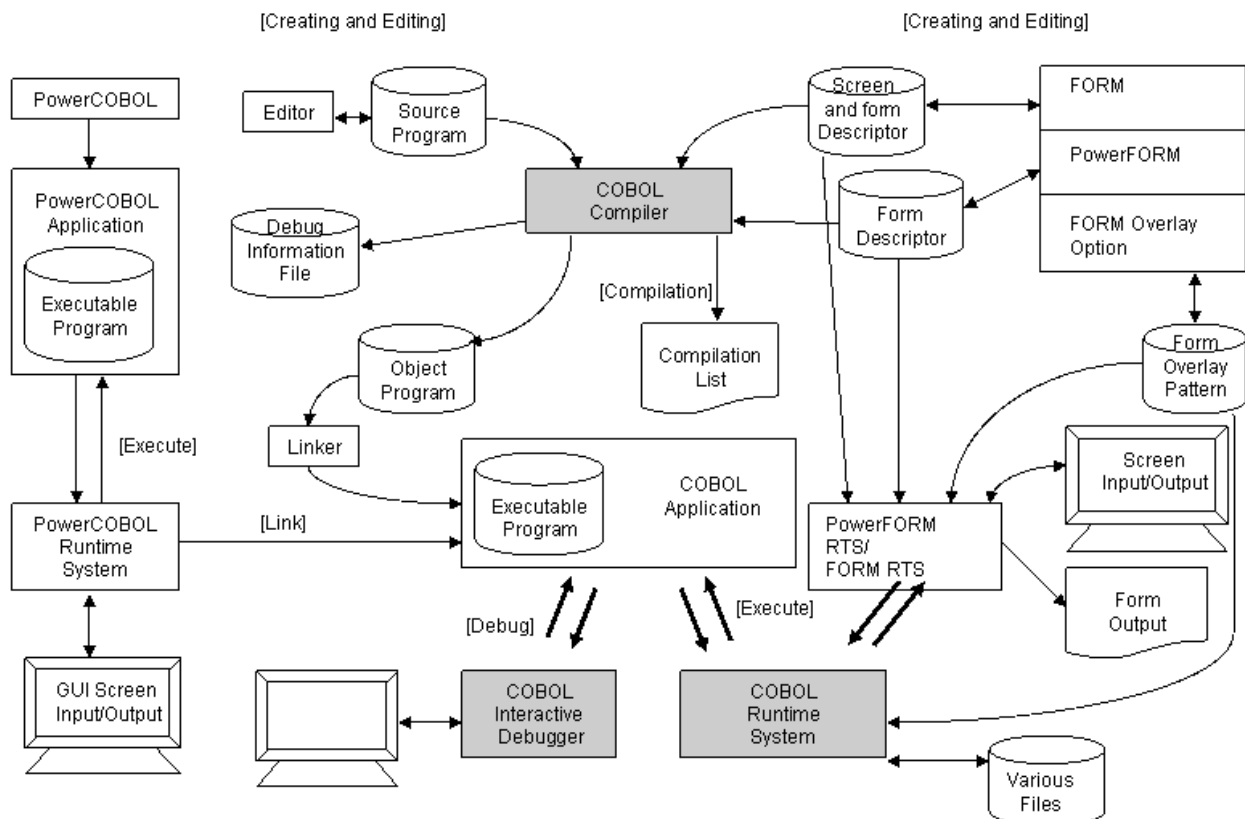 [Creating and Editing]
[Creating and Editing]
PowerCOBOL
Editor
Source
Program
Screen
and form
Descriptor
FORM
PowerFORM
FORM Overlay
Option
PowerCOBOL
Application
Executable
Program
COBOL
Compiler
Form
Descriptor
Debug
Information
File
[Compilation]
Object
Program
Compilation
List
Form
Overlay
Pattern
[Execute]
Linker
Executable
Program
COBOL
Application
Screen
Input/Output
PowerCOBOL
Runtime
System
[Link]
PowerFORM
RTS/
FORM RTS
Form
Output
[Debug]
[Execute]
GUI Screen
Input/Output
COBOL
Interactive
Debugger
COBOL
Runtime
System
Various
Files